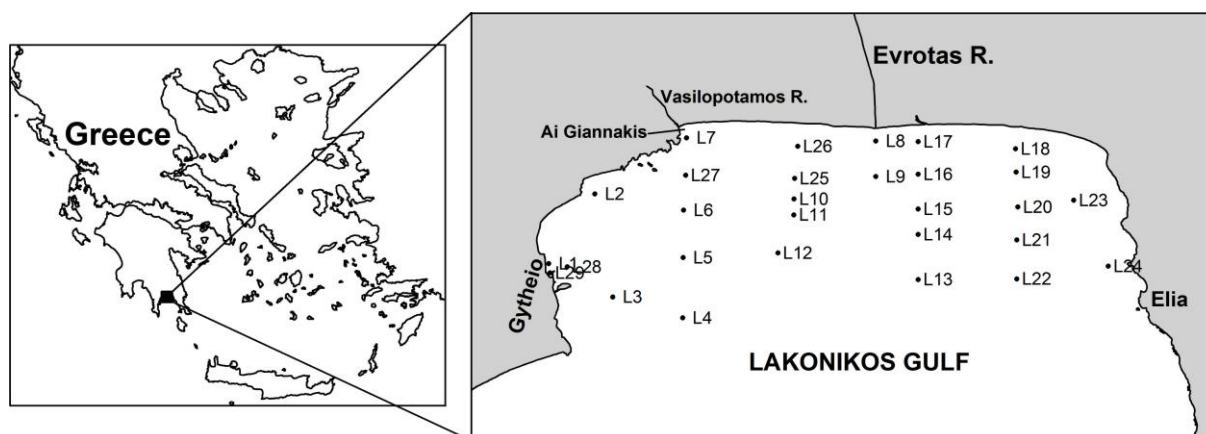 Greece
Evrotas R.
Vasilopotamos R.
Ai Giannakis
L7
L26
L8
L17
L18
L27
L25
L9
L16
L19
L2
L10
L23
L6
L11
L15
L20
L14
L21
L5
L12
L1
L28
L29
L24
L13
L22
L3
L4
Gytheio
Elia
LAKONIKOS GULF